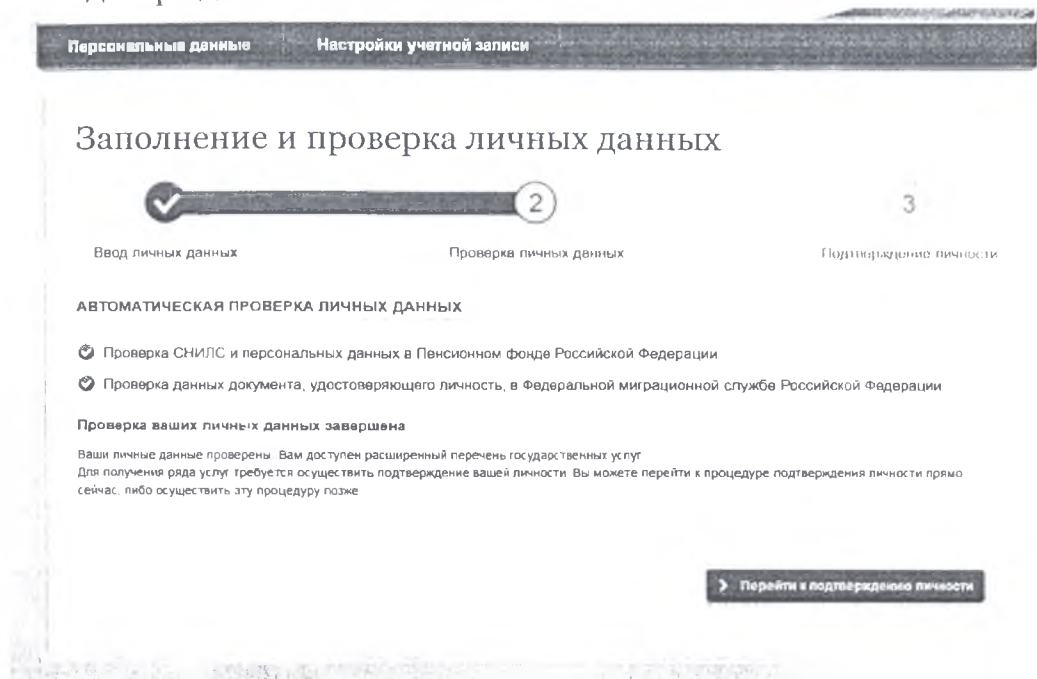 Персональные данные Настройки учетной записи
Заполнение и проверка личных данных
2
3
Ввод личных данных Проверка личных данных Подтверждение личности
АВТОМАТИЧЕСКАЯ ПРОВЕРКА ЛИЧНЫХ ДАННЫХ
Проверка СНИЛС и персональных данных в Пенсионном фонде Российской Федерации
Проверка данных документа, удостоверяющего личность, в Федеральной миграционной службе Российской Федерации
Проверка ваших личных данных завершена
Ваши личные данные проверены. Вам доступен расширенный перечень государственных услуг
Для получения ряда услуг требуется осуществить подтверждение вашей личности. Вы можете перейти к процедуре подтверждения личности прямо
сейчас, либо осуществить эту процедуру позже
Перейти к подтверждению личности